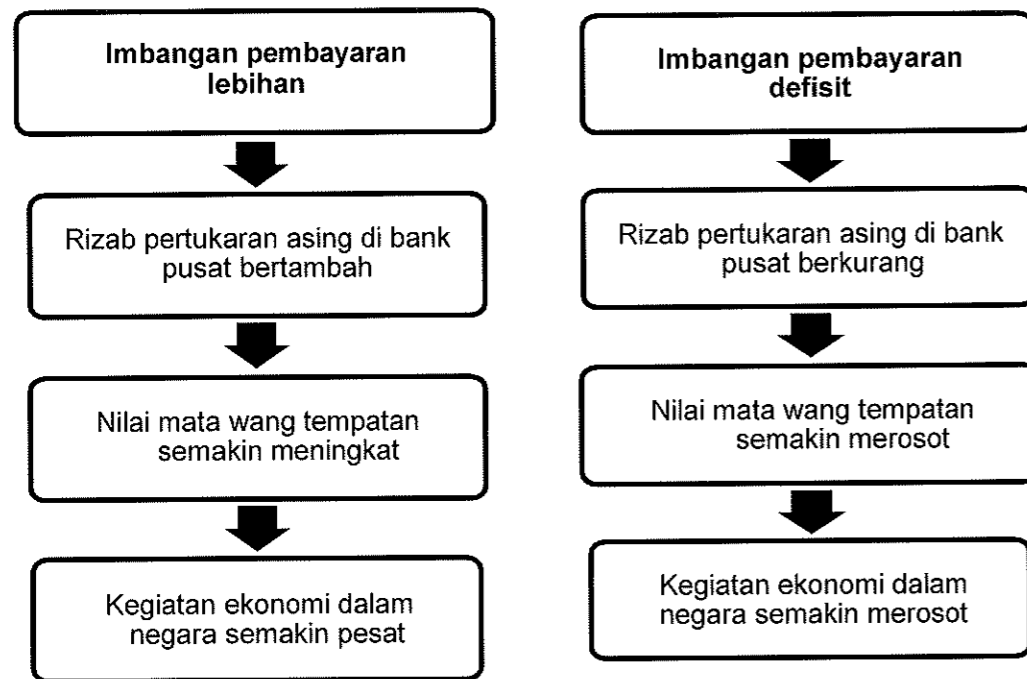 Imbangan pembayaran
lebihan
Rizab pertukaran asing di bank
pusat bertambah
Nilai mata wang tempatan
semakin meningkat
Kegiatan ekonomi dalam
negara semakin pesat
Imbangan pembayaran
defisit
Rizab pertukaran asing di bank
pusat berkurang
Nilai mata wang tempatan
semakin merosot
Kegiatan ekonomi dalam
negara semakin merosot